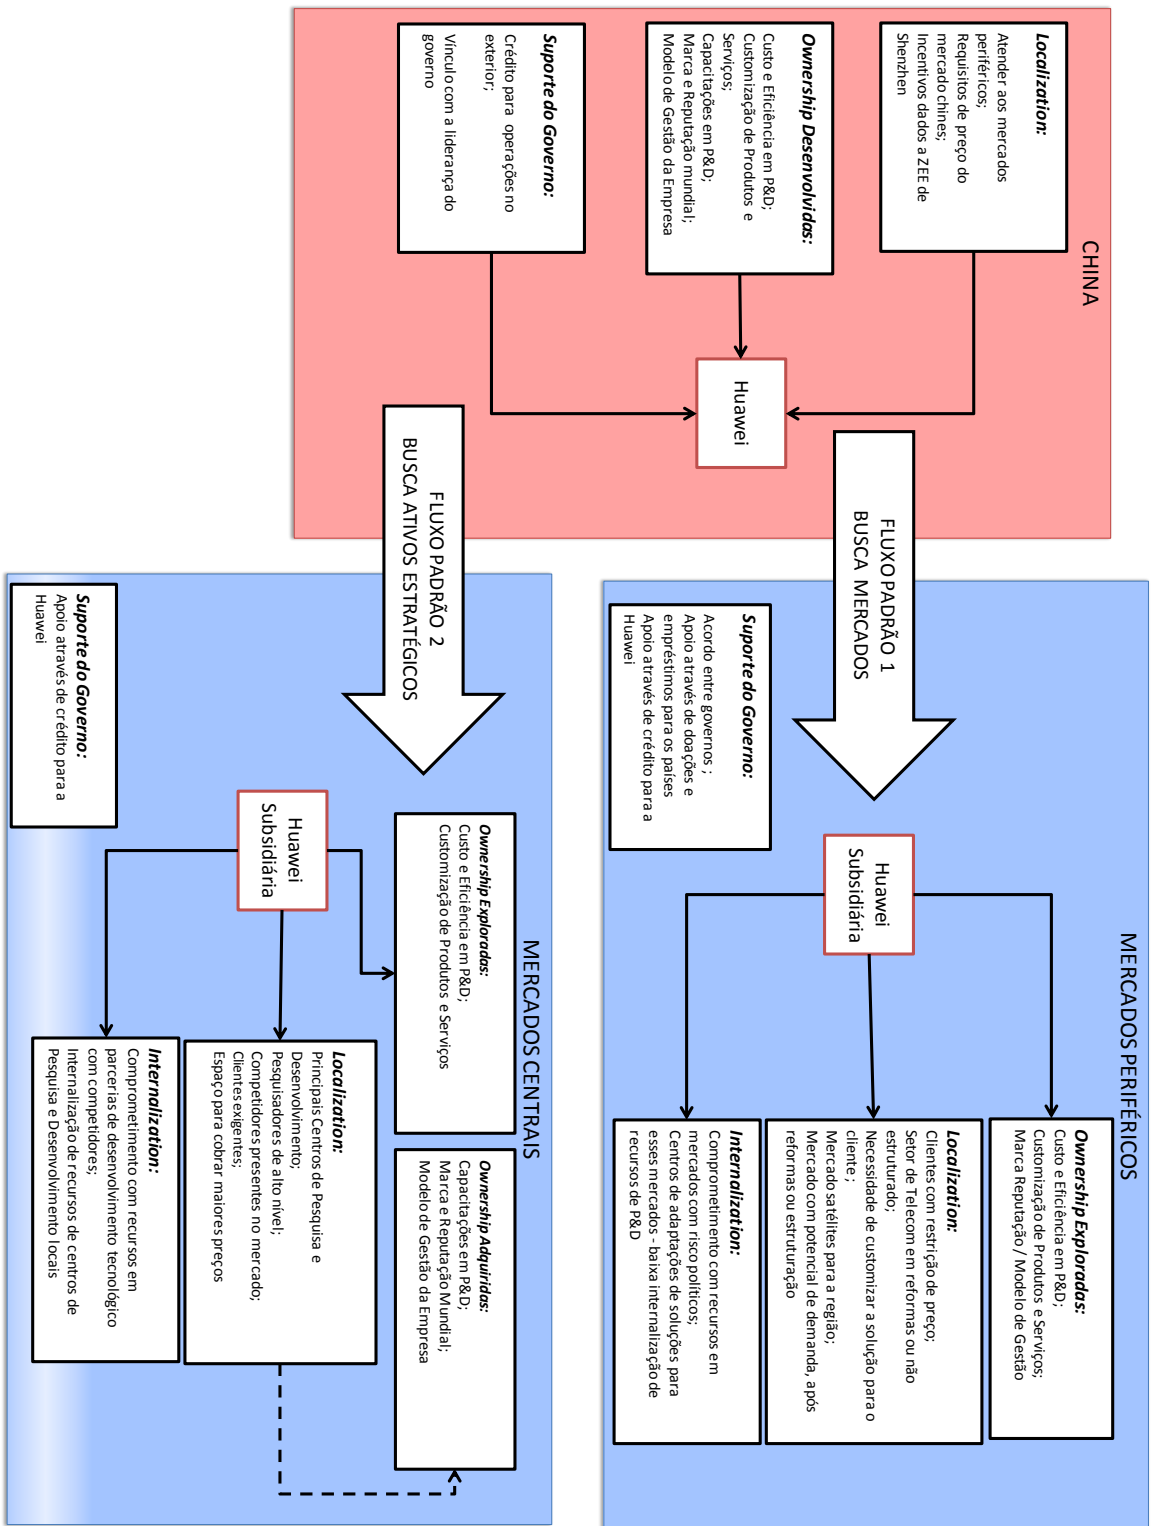 CHINA
Localization:
Atender aos mercados
periféricos;
Requisitos de preço do
mercado chines;
Incentivos dados a ZEE de
Shenzhen
Ownership Desenvolvidas:
Custo e Eficiência em P&D;
Customização de Produtos e
Serviços;
Capacitações em P&D;
Marca e Reputação mundial;
Modelo de Gestão da Empresa
Suporte do Governo:
Crédito para operações no
exterior;
Vínculo com a liderança do
governo
Huawei
FLUXO PADRÃO 1
BUSCA MERCADOS
FLUXO PADRÃO 2
BUSCA ATIVOS ESTRATÉGICOS
MERCADOS PERIFÉRICOS
Suporte do Governo:
Acordo entre governos ;
Apoio através de doações e
empréstimos para os países
Apoio através de crédito para a
Huawei
Huawei
Subsidiária
Ownership Exploradas:
Custo e Eficiência em P&D;
Customização de Produtos e Serviços;
Marca Reputação / Modelo de Gestão
Localization:
Clientes com restrição de preço;
Setor de Telecom em reformas ou não
estruturado;
Necessidade de customizar a solução para o
cliente ;
Mercado satélites para a região;
Mercado com potencial de demanda, após
reformas ou estruturação
Internalization:
Comprometimento com recursos em
mercados com risco políticos;
Centros de adaptações de soluções para
esses mercados - baixa internalização de
recursos de P&D
MERCADOS CENTRAIS
Ownership Exploradas:
Custo e Eficiência em P&D;
Customização de Produtos e Serviços
Ownership Adquiridas:
Capacitações em P&D;
Marca e Reputação Mundial;
Modelo de Gestão da Empresa
Huawei
Subsidiária
Localization:
Principais Centros de Pesquisa e
Desenvolvimento;
Pesquisadores de alto nível;
Competidores presentes no mercado;
Clientes exigentes;
Espaço para cobrar maiores preços
Internalization:
Comprometimento com recursos em
parcerias de desenvolvimento tecnológico
com competidores;
Internalização de recursos de centros de
Pesquisa e Desenvolvimento locais
Suporte do Governo:
Apoio através de crédito para a
Huawei